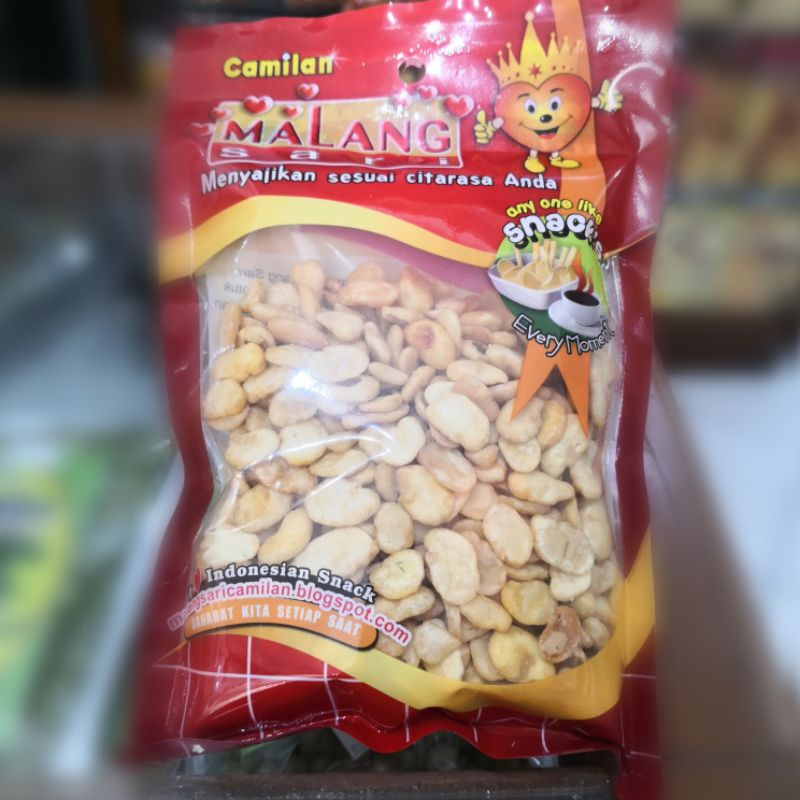 Camilan
MALANG
sari
Menyajikan sesuai citarasa Anda
any one like
snacks
Every Moment
Indonesian Snack
malangsaricamilan.blogspot.com
SAHABAT KITA SETIAP SAAT